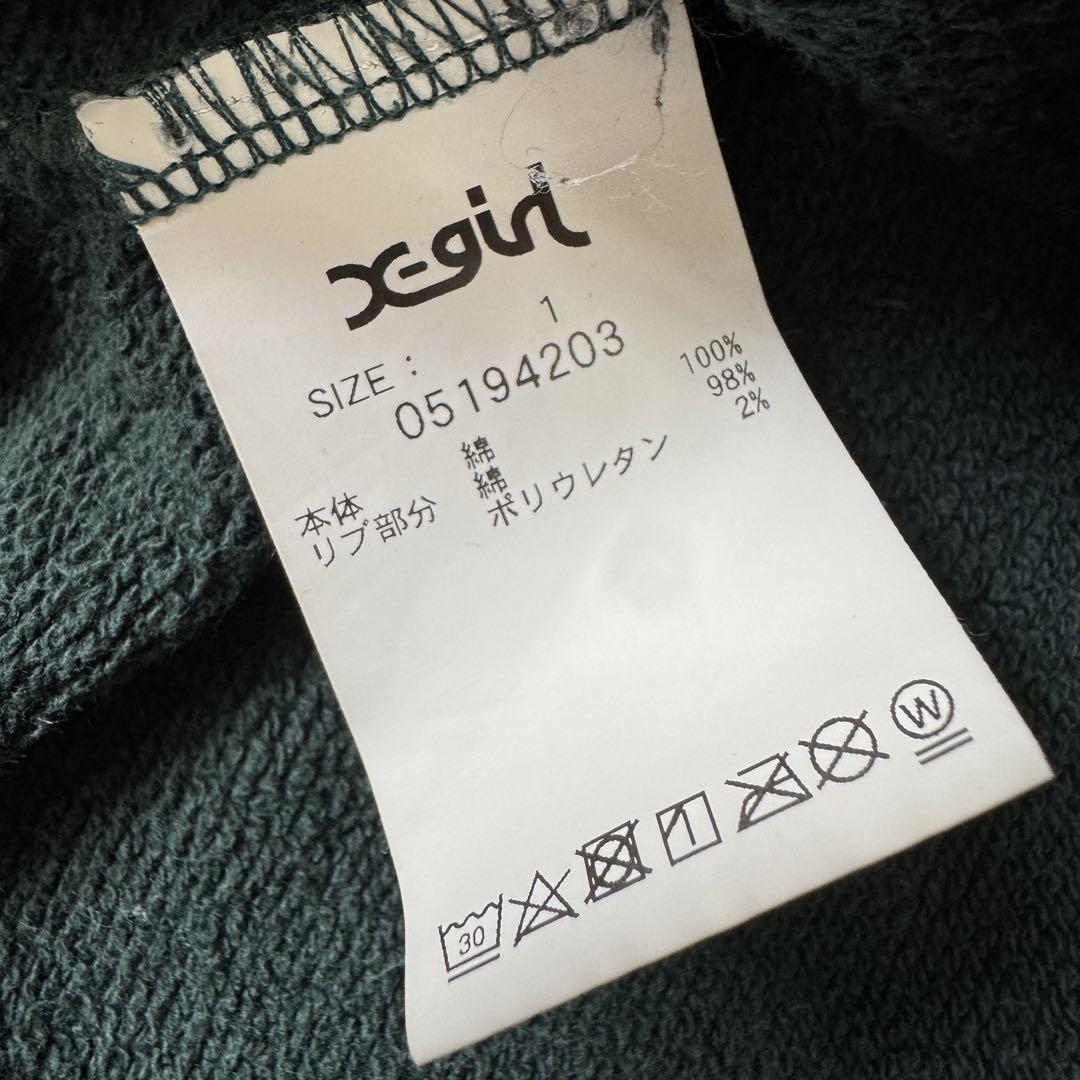 X-girl
SIZE : 1
05194203
本体 綿 100%
リブ部分 綿 98%
ポリウレタン 2%
30
W